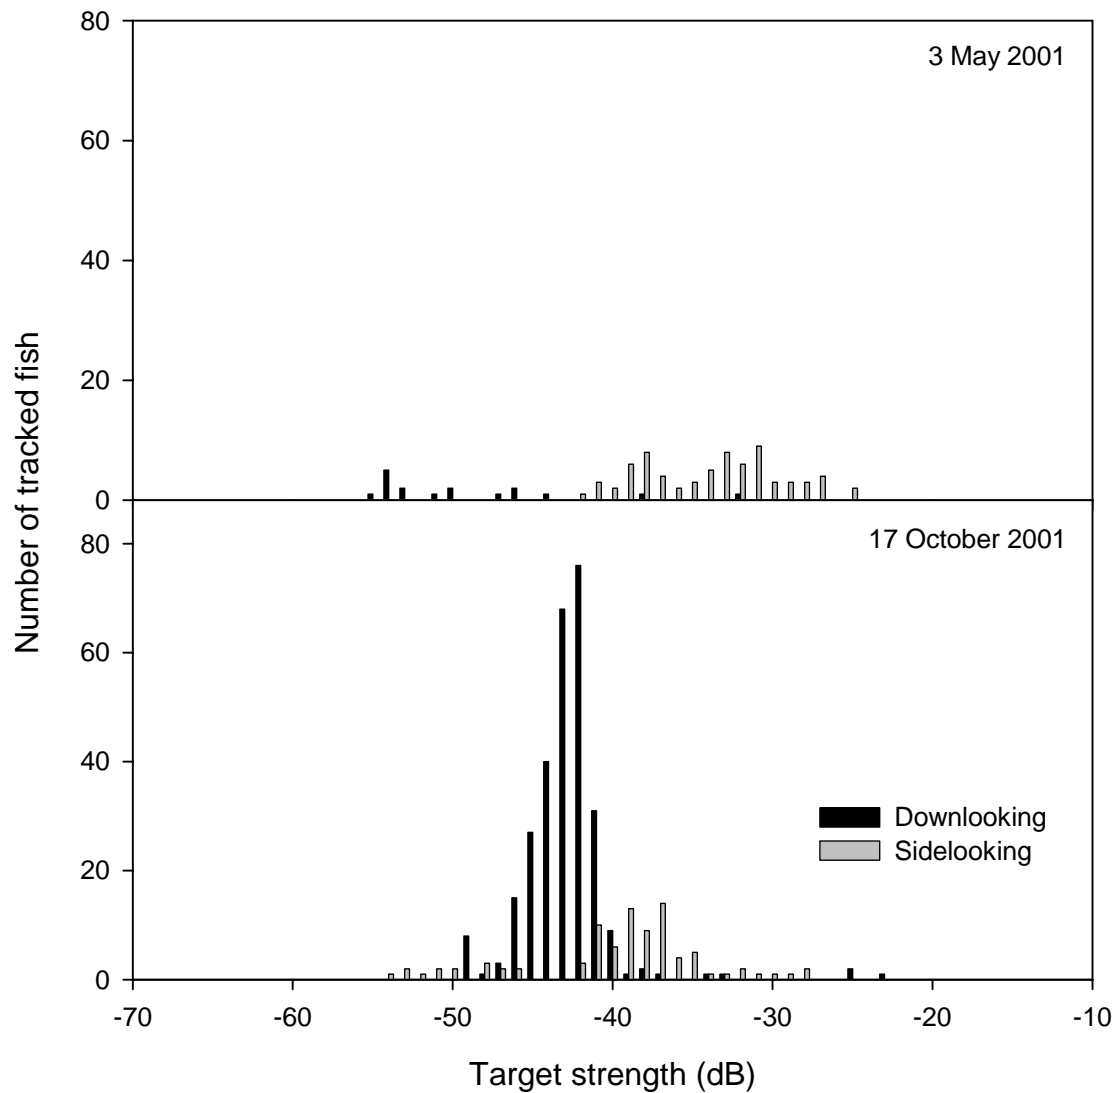 80
3 May 2001
60
40
20
0
Number of tracked fish
80
17 October 2001
60
40
Downlooking
Sidelooking
20
0
-70 -60 -50 -40 -30 -20 -10
Target strength (dB)